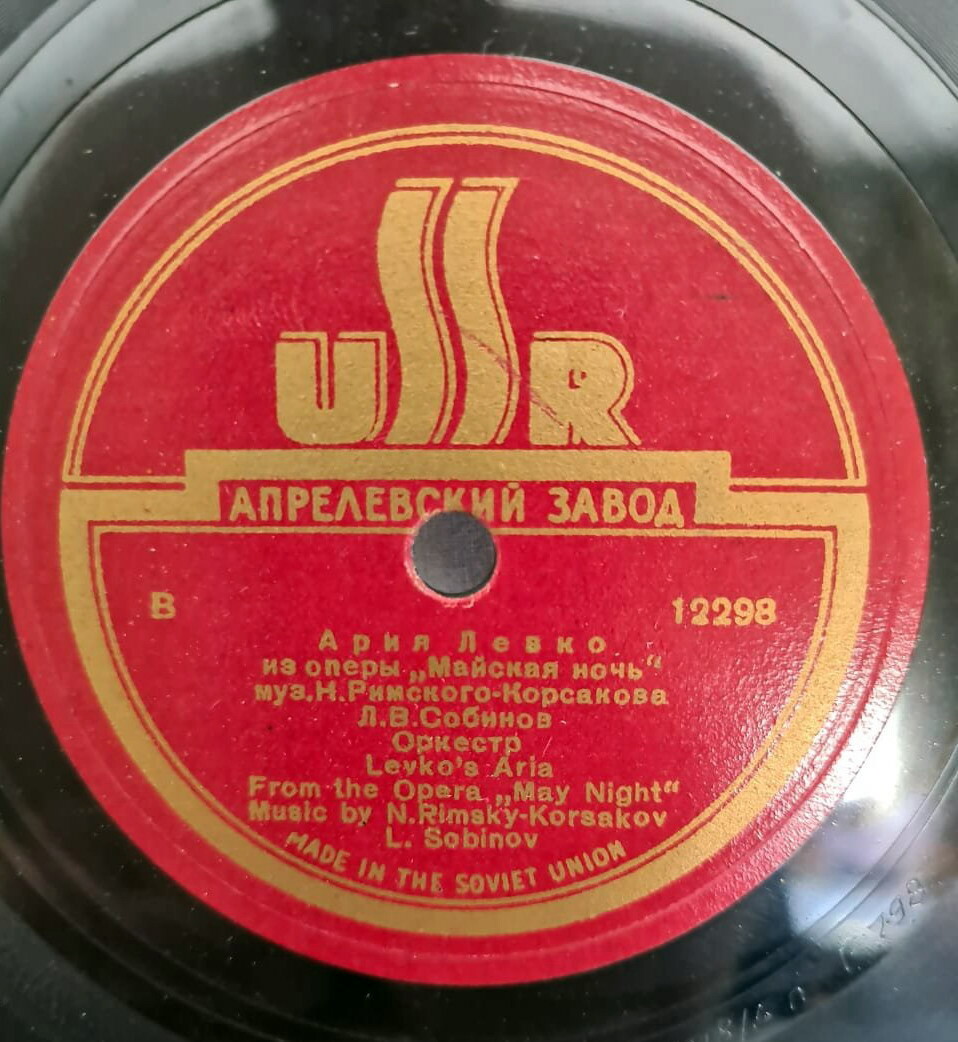 USSR
АПРЕЛЕВСКИЙ ЗАВОД
В 12298
Ария Левко
из оперы „Майская ночь“
муз.Н.Римского-Корсакова
Л.В.Собинов
Оркестр
Levko's Aria
From the Opera „May Night“
Music by N.Rimsky-Korsakov
L. Sobinov
MADE IN THE SOVIET UNION